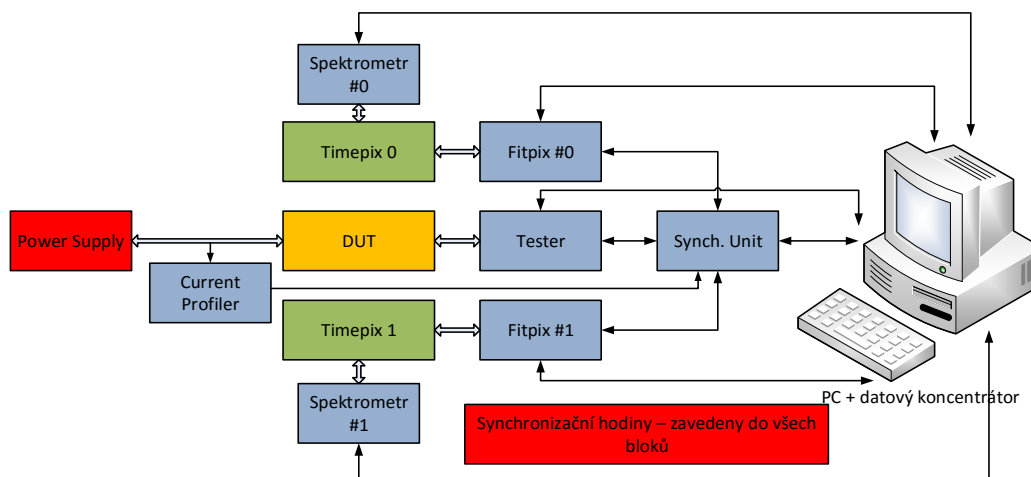 Spektrometr
#0
Timepix 0
Fitpix #0
Power Supply
DUT
Tester
Synch. Unit
Current
Profiler
Timepix 1
Fitpix #1
Spektrometr
#1
PC + datový koncentrátor
Synchronizační hodiny – zavedeny do všech
bloků